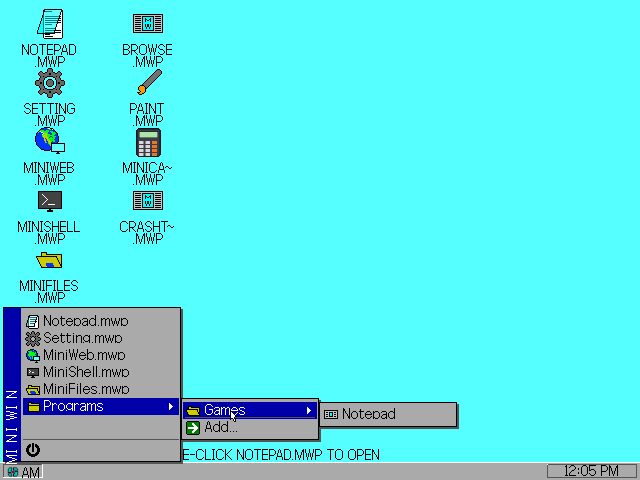 NOTEPAD
.MWP
BROWSE
.MWP
SETTING
.MWP
PAINT
.MWP
MINIWEB
.MWP
MINICA~
.MWP
MINISHELL
.MWP
CRASHT~
.MWP
MINIFILES
.MWP
Notepad.mwp
Setting.mwp
MiniWeb.mwp
MiniShell.mwp
MiniFiles.mwp
Programs
MINI WIN
Games
Add...
Notepad
E-CLICK NOTEPAD.MWP TO OPEN
AM
12:05 PM